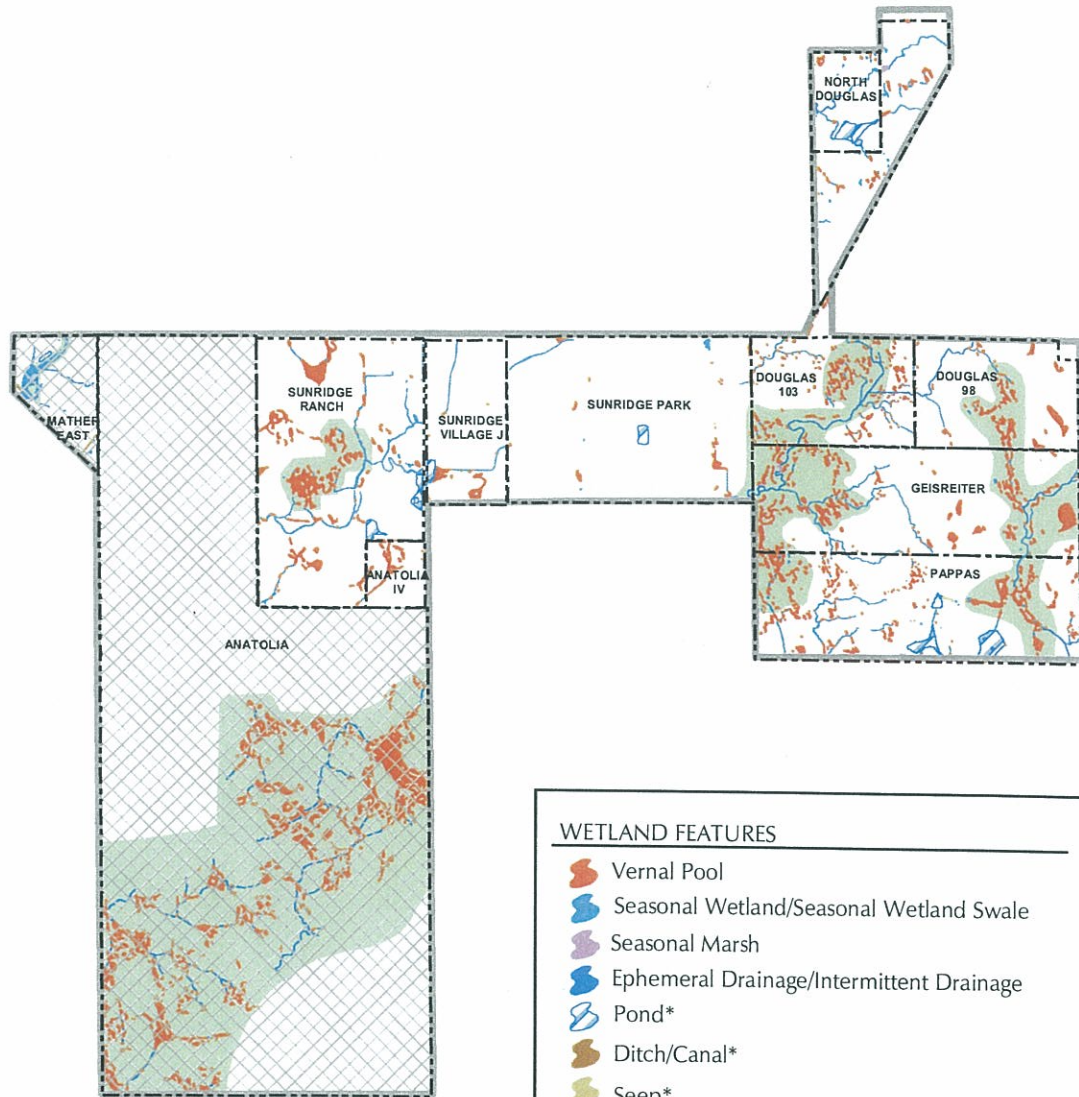 NORTH
DOUGLAS
MATHER
EAST
SUNRIDGE
RANCH
SUNRIDGE
VILLAGE J
SUNRIDGE PARK
DOUGLAS
103
DOUGLAS
98
GEISREITER
ANATOLIA
IV
PAPPAS
ANATOLIA
WETLAND FEATURES
Vernal Pool
Seasonal Wetland/Seasonal Wetland Swale
Seasonal Marsh
Ephemeral Drainage/Intermittent Drainage
Pond*
Ditch/Canal*
Seep*